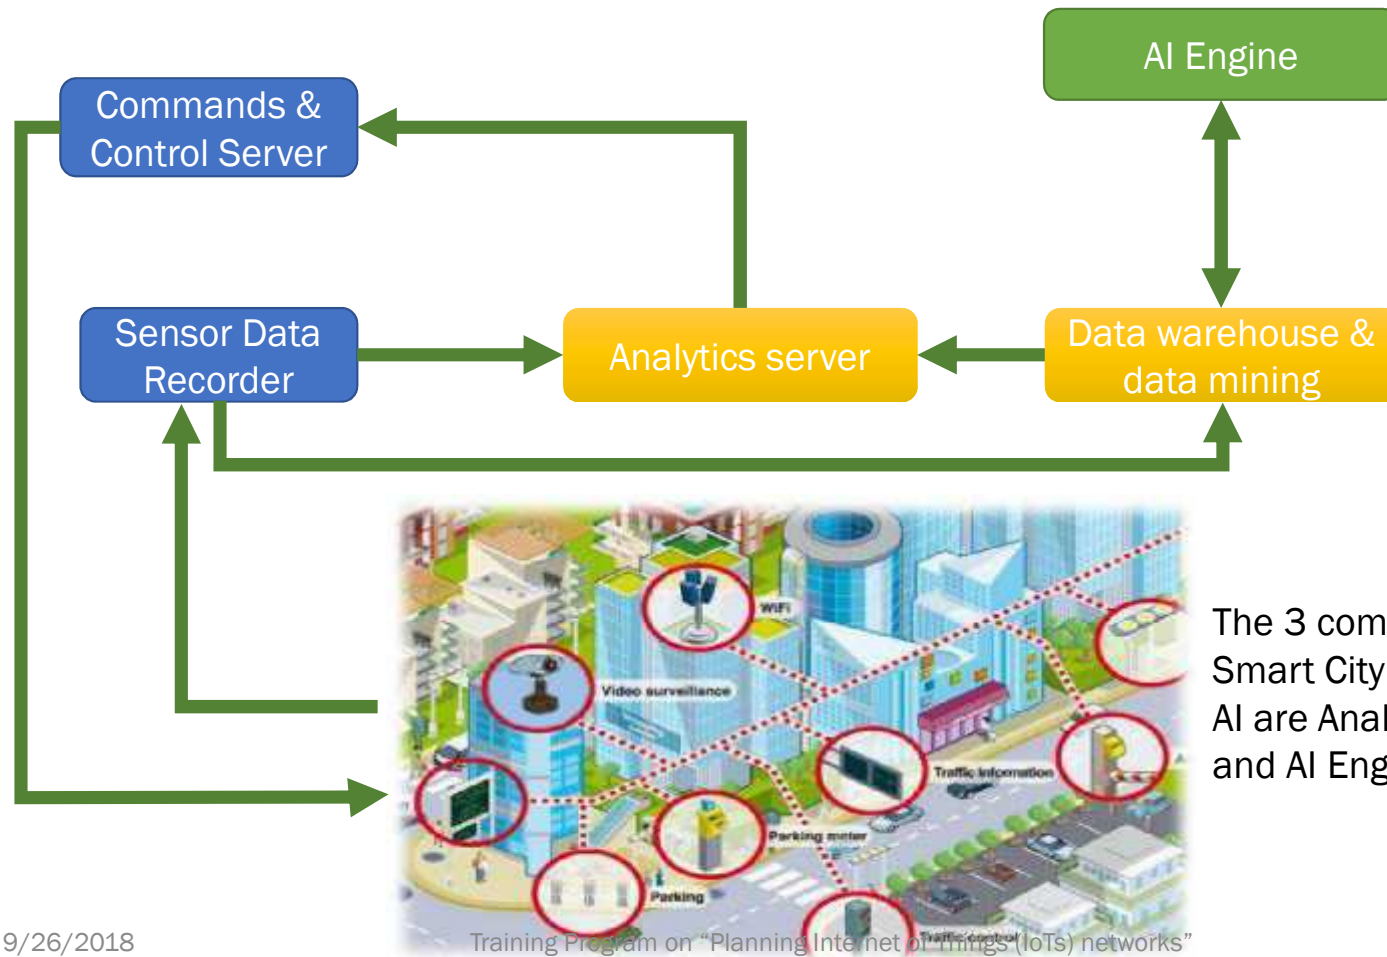 AI Engine
Commands &
Control Server
Sensor Data
Recorder
Analytics server
Data warehouse &
data mining
WiFi
Video surveillance
Traffic information
Parking meter
Parking
Traffic control
The 3 com
Smart City
AI are Anal
and AI Eng
9/26/2018
Training Program on “Planning Internet of Things (IoTs) networks”